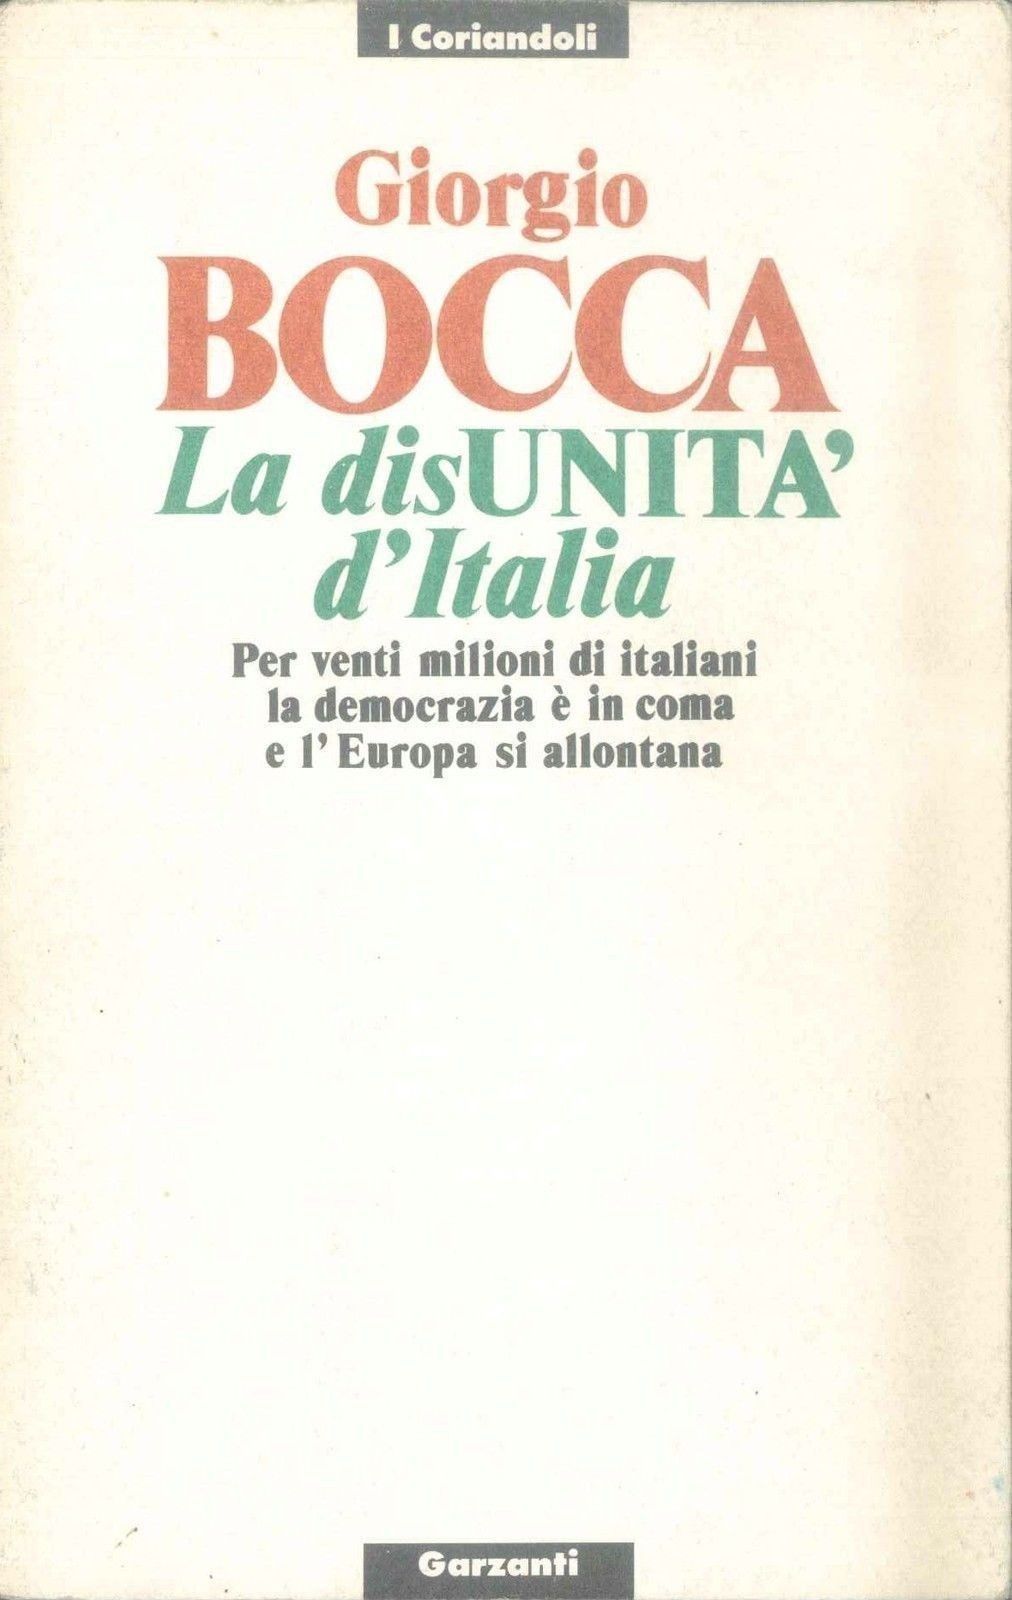 I Coriandoli
Giorgio
BOCCA
La disUNITA'
d'Italia
Per venti milioni di italiani
la democrazia è in coma
e l'Europa si allontana
Garzanti